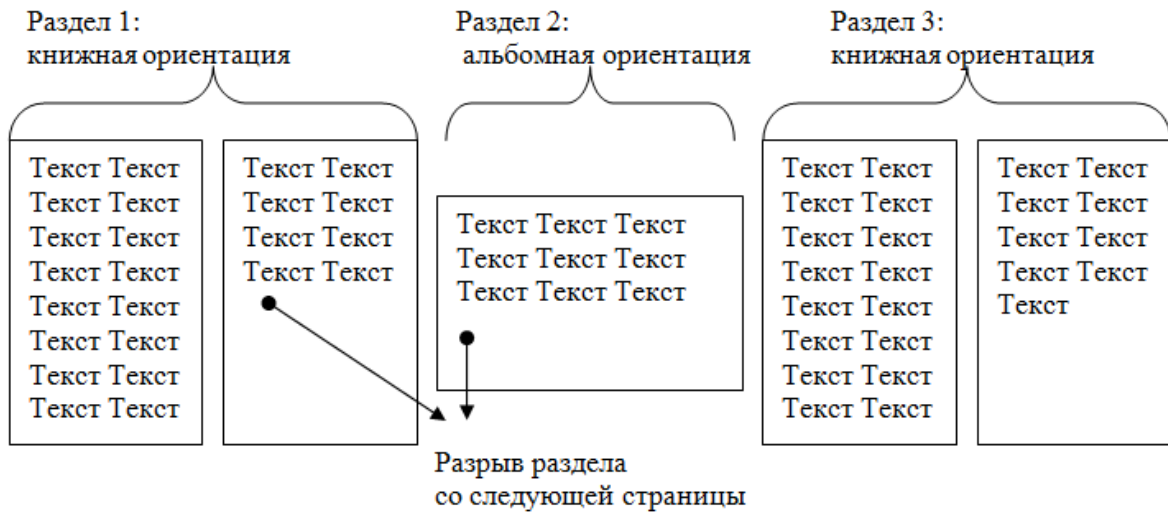 Раздел 1:
книжная ориентация
Раздел 2:
альбомная ориентация
Раздел 3:
книжная ориентация
Текст Текст
Текст Текст
Текст Текст
Текст Текст
Текст Текст
Текст Текст
Текст Текст
Текст Текст
Текст Текст
Текст Текст
Текст Текст
Текст Текст
Текст Текст Текст
Текст Текст Текст
Текст Текст Текст
Текст Текст
Текст Текст
Текст Текст
Текст Текст
Текст Текст
Текст Текст
Текст Текст
Текст Текст
Текст Текст
Текст Текст
Текст Текст
Текст Текст
Текст
Разрыв раздела
со следующей страницы